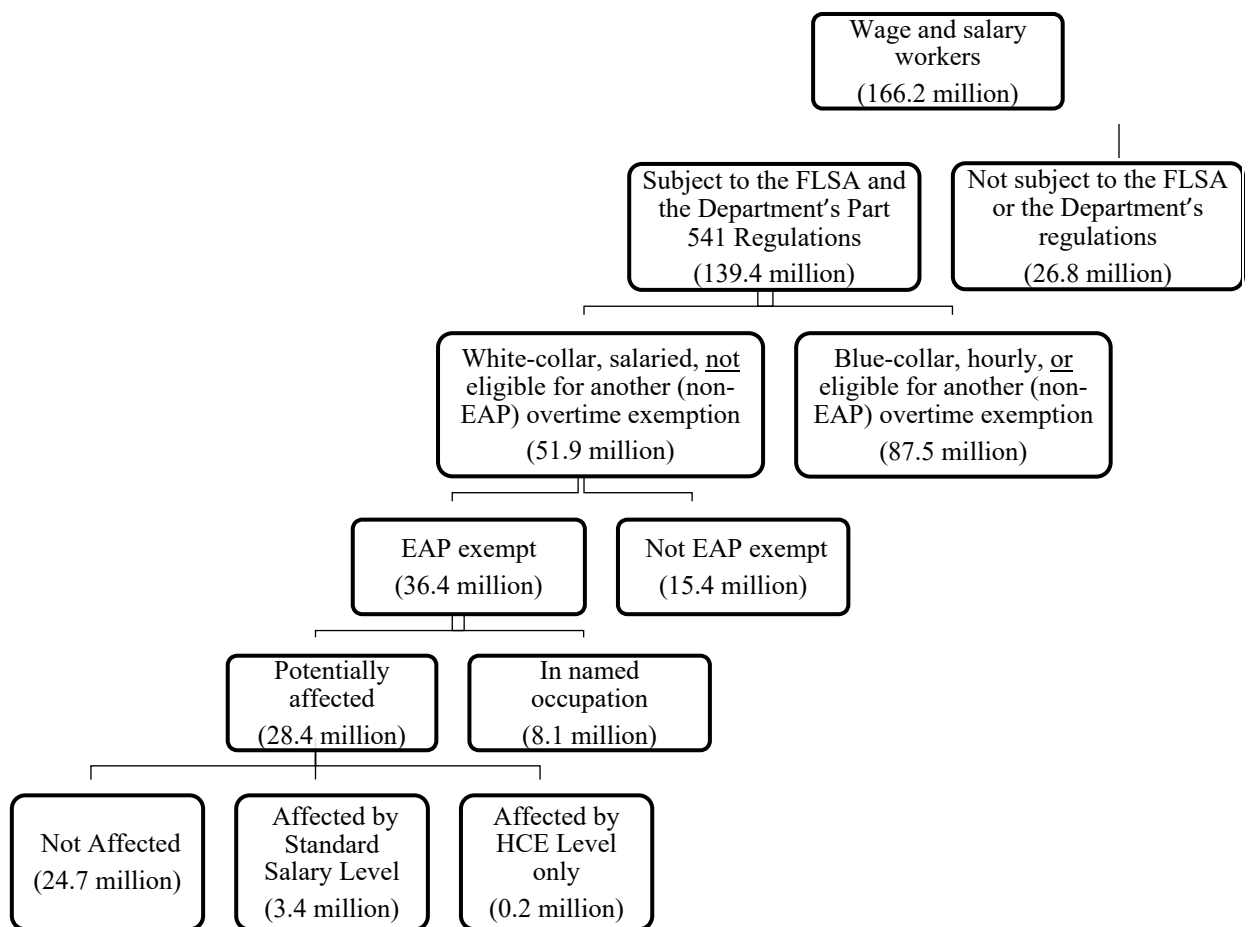 Wage and salary
workers
(166.2 million)
Subject to the FLSA and
the Department’s Part
541 Regulations
(139.4 million)
Not subject to the FLSA
or the Department’s
regulations
(26.8 million)
White-collar, salaried, not
eligible for another (non-
EAP) overtime exemption
(51.9 million)
Blue-collar, hourly, or
eligible for another (non-
EAP) overtime exemption
(87.5 million)
EAP exempt
(36.4 million)
Not EAP exempt
(15.4 million)
Potentially
affected
(28.4 million)
In named
occupation
(8.1 million)
Not Affected
(24.7 million)
Affected by
Standard
Salary Level
(3.4 million)
Affected by
HCE Level
only
(0.2 million)